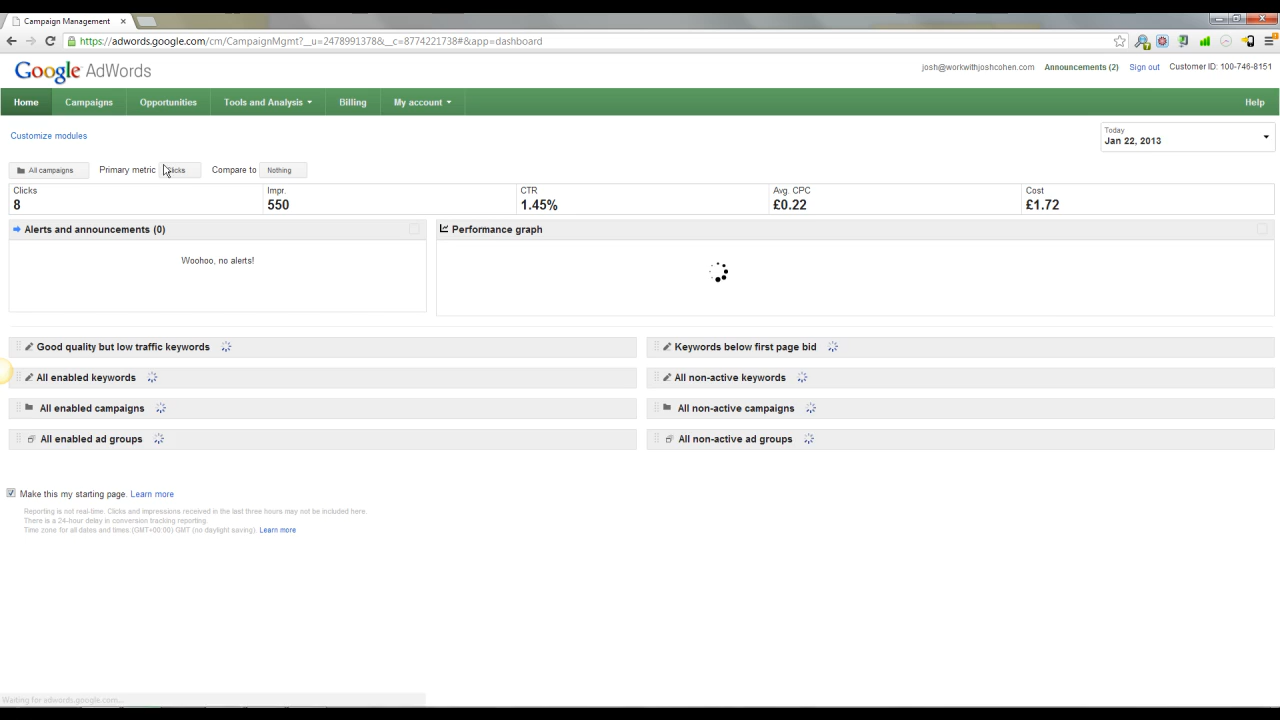 Campaign Management
https://adwords.google.com/cm/CampaignMgmt?__u=2478991378&__c=8774221738#&app=dashboard
Google AdWords
josh@workwithjoshcohen.com Announcements (2) Sign out Customer ID: 100-746-8151
Home Campaigns Opportunities Tools and Analysis Billing My account Help
Customize modules
Today
Jan 22, 2013
All campaigns Primary metric Clicks Compare to Nothing
Clicks Impr. CTR Avg. CPC Cost
8 550 1.45% £0.22 £1.72
Alerts and announcements (0) Performance graph
Woohoo, no alerts!
Good quality but low traffic keywords Keywords below first page bid
All enabled keywords All non-active keywords
All enabled campaigns All non-active campaigns
All enabled ad groups All non-active ad groups
Make this my starting page. Learn more
Reporting is not real-time. Clicks and impressions received in the last three hours may not be included here.
There is a 24-hour delay in conversion tracking reporting.
Time zone for all dates and times (GMT+00:00) GMT (no daylight saving). Learn more
Waiting for adwords.google.com...